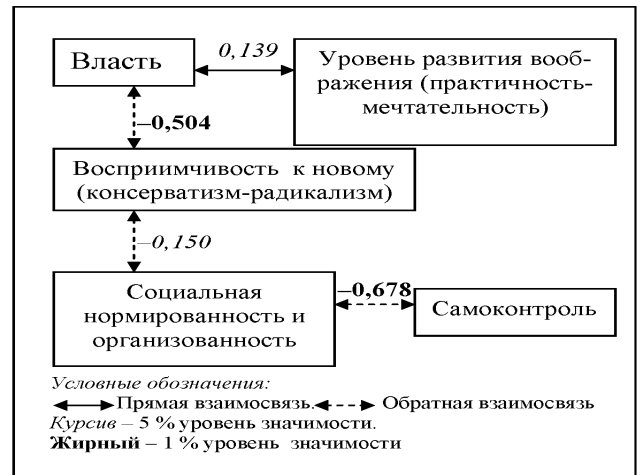 Власть
0,139
Уровень развития вооб-
ражения (практичность-
мечтательность)
–0,504
Восприимчивость к новому
(консерватизм-радикализм)
–0,150
Социальная
нормированность и
организованность
–0,678
Самоконтроль
Условные обозначения:
Прямая взаимосвязь. Обратная взаимосвязь
Курсив – 5 % уровень значимости.
Жирный – 1 % уровень значимости